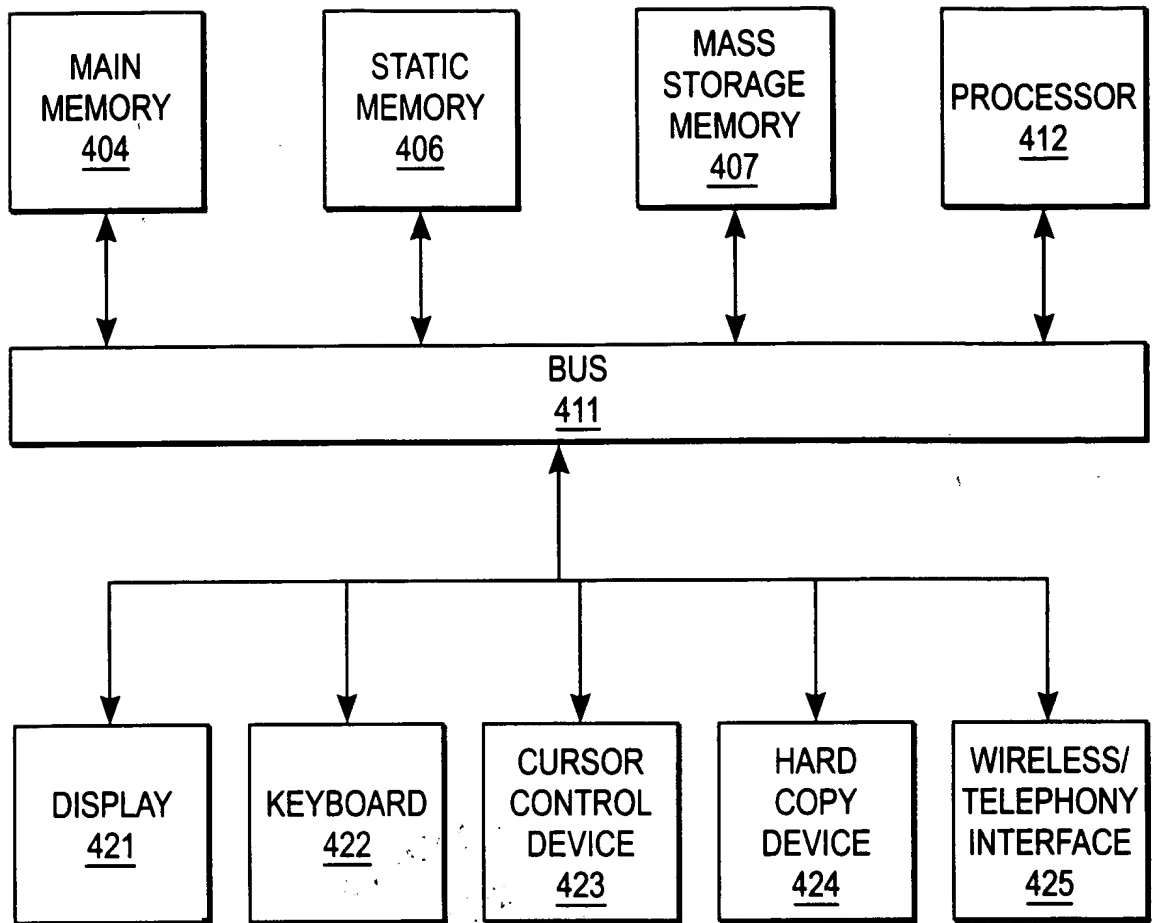 MAIN
MEMORY
404
STATIC
MEMORY
406
MASS
STORAGE
MEMORY
407
PROCESSOR
412
BUS
411
DISPLAY
421
KEYBOARD
422
CURSOR
CONTROL
DEVICE
423
HARD
COPY
DEVICE
424
WIRELESS/
TELEPHONY
INTERFACE
425